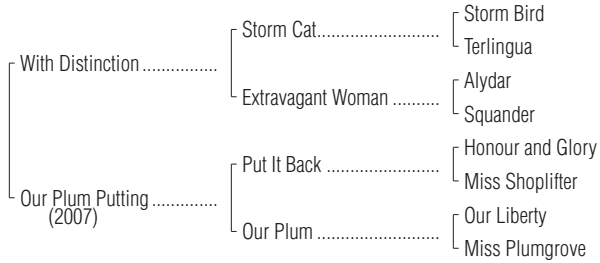 Storm Bird
Storm Cat....................
Terlingua
With Distinction ...............
Alydar
Extravagant Woman ..........
Squander
Honour and Glory
Put It Back ..................
Miss Shoplifter
Our Plum Putting .............
(2007)
Our Liberty
Our Plum ....................
Miss Plumgrove